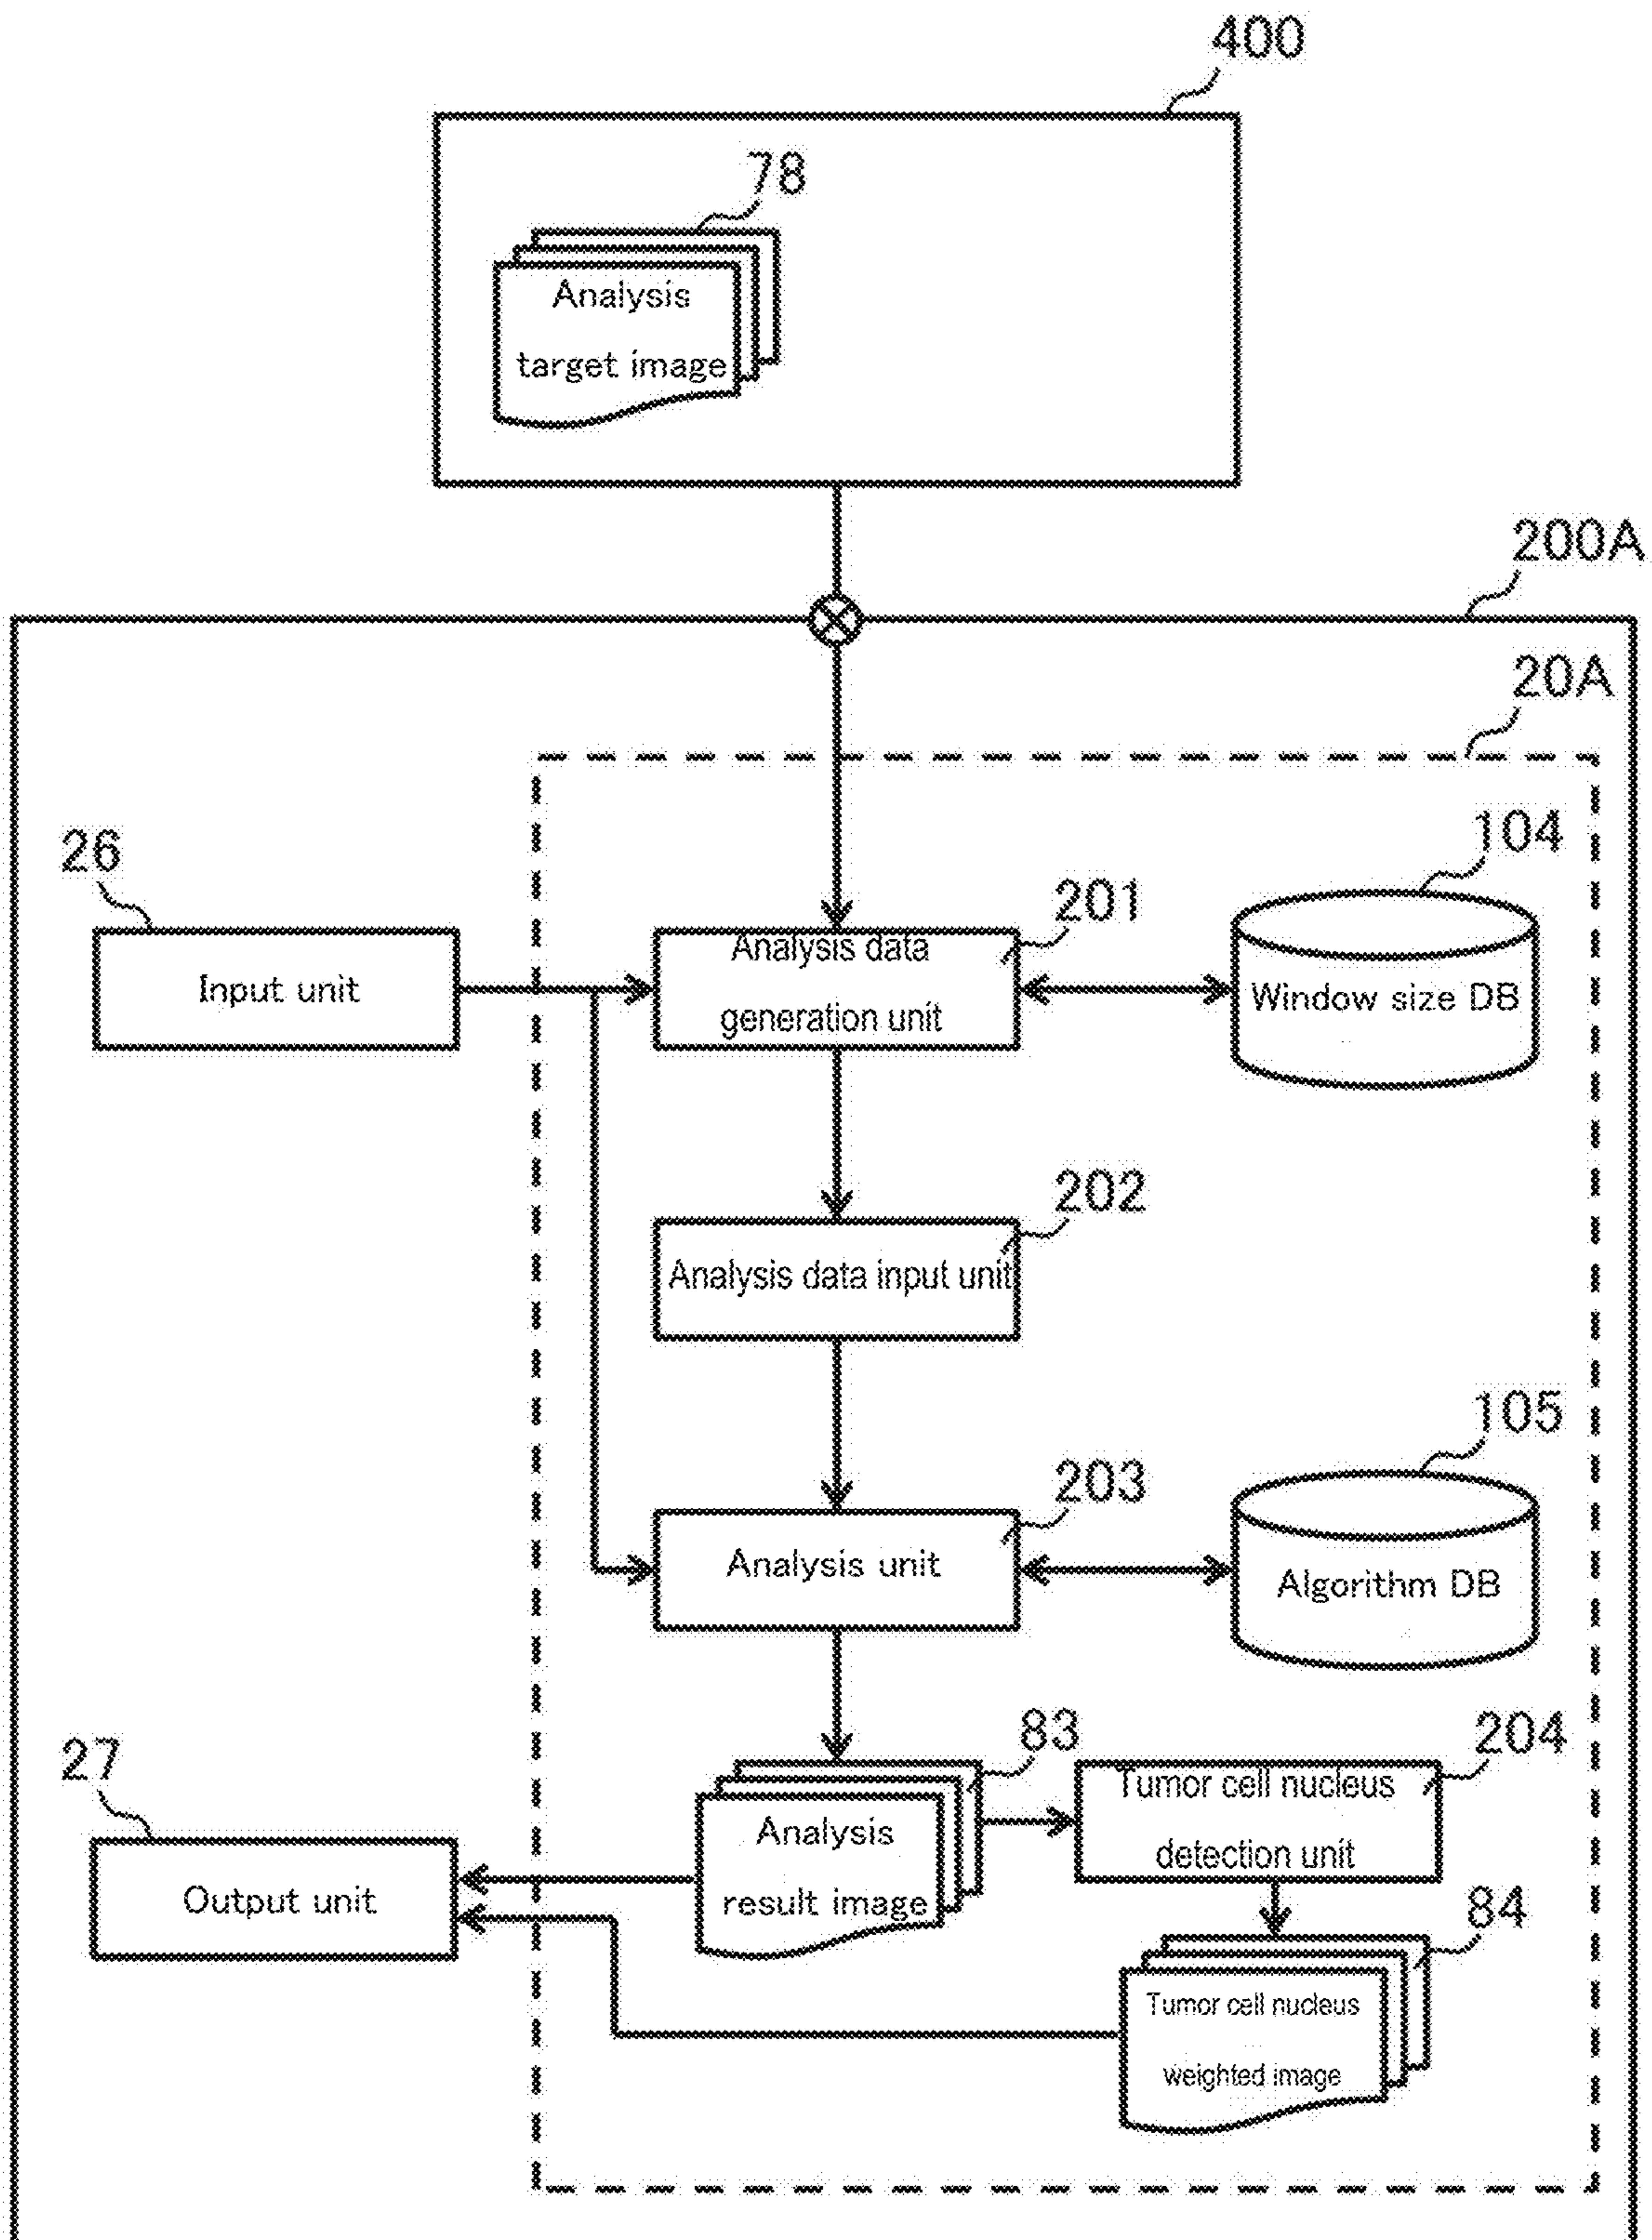 400
78
Analysis
target image
200A
20A
104
26
201
Input unit
Analysis data
generation unit
Window size DB
202
Analysis data input unit
105
203
Analysis unit
Algorithm DB
83
204
27
Analysis
result image
Tumor cell nucleus
detection unit
Output unit
84
Tumor cell nucleus
weighted image